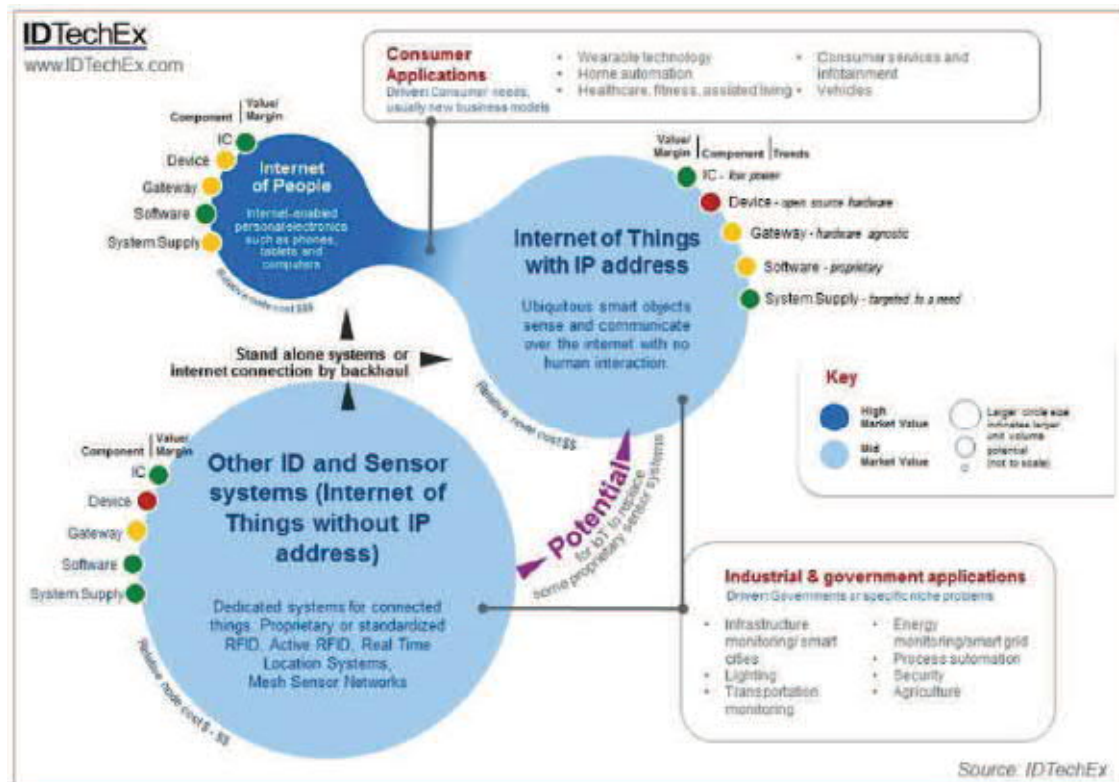 IDTechEx
www.IDTechEx.com
Consumer
Applications
Driven: Consumer needs,
usually new business models
• Wearable technology
• Home automation
• Healthcare, fitness, assisted living
• Consumer services and
infotainment
• Vehicles
Component | Value/
Margin
IC
Device
Gateway
Software
System Supply
Internet
of People
Internet-enabled
personal electronics
such as phones,
tablets and
computers
Relative node cost $$$
Value/
Margin | Component | Trends
IC - low power
Device - open source hardware
Gateway - hardware agnostic
Software - proprietary
System Supply - targeted to a need
Internet of Things
with IP address
Ubiquitous smart objects
sense and communicate
over the internet with no
human interaction
Relative node cost $$
Stand alone systems or
internet connection by backhaul
Key
High
Market Value
Mid
Market Value
Larger circle size
indicates larger
unit volume
potential
(not to scale)
Component | Value/
Margin
IC
Device
Gateway
Software
System Supply
Other ID and Sensor
systems (Internet of
Things without IP
address)
Dedicated systems for connected
things. Proprietary or standardized
RFID, Active RFID, Real Time
Location Systems,
Mesh Sensor Networks
Relative node cost $ - $$
Potential
for IoT to replace
some proprietary sensor systems
Industrial & government applications
Driven: Governments or specific niche problems
• Infrastructure
monitoring/ smart
cities
• Lighting
• Transportation
monitoring
• Energy
monitoring/smart grid
• Process automation
• Security
• Agriculture
Source: IDTechEx